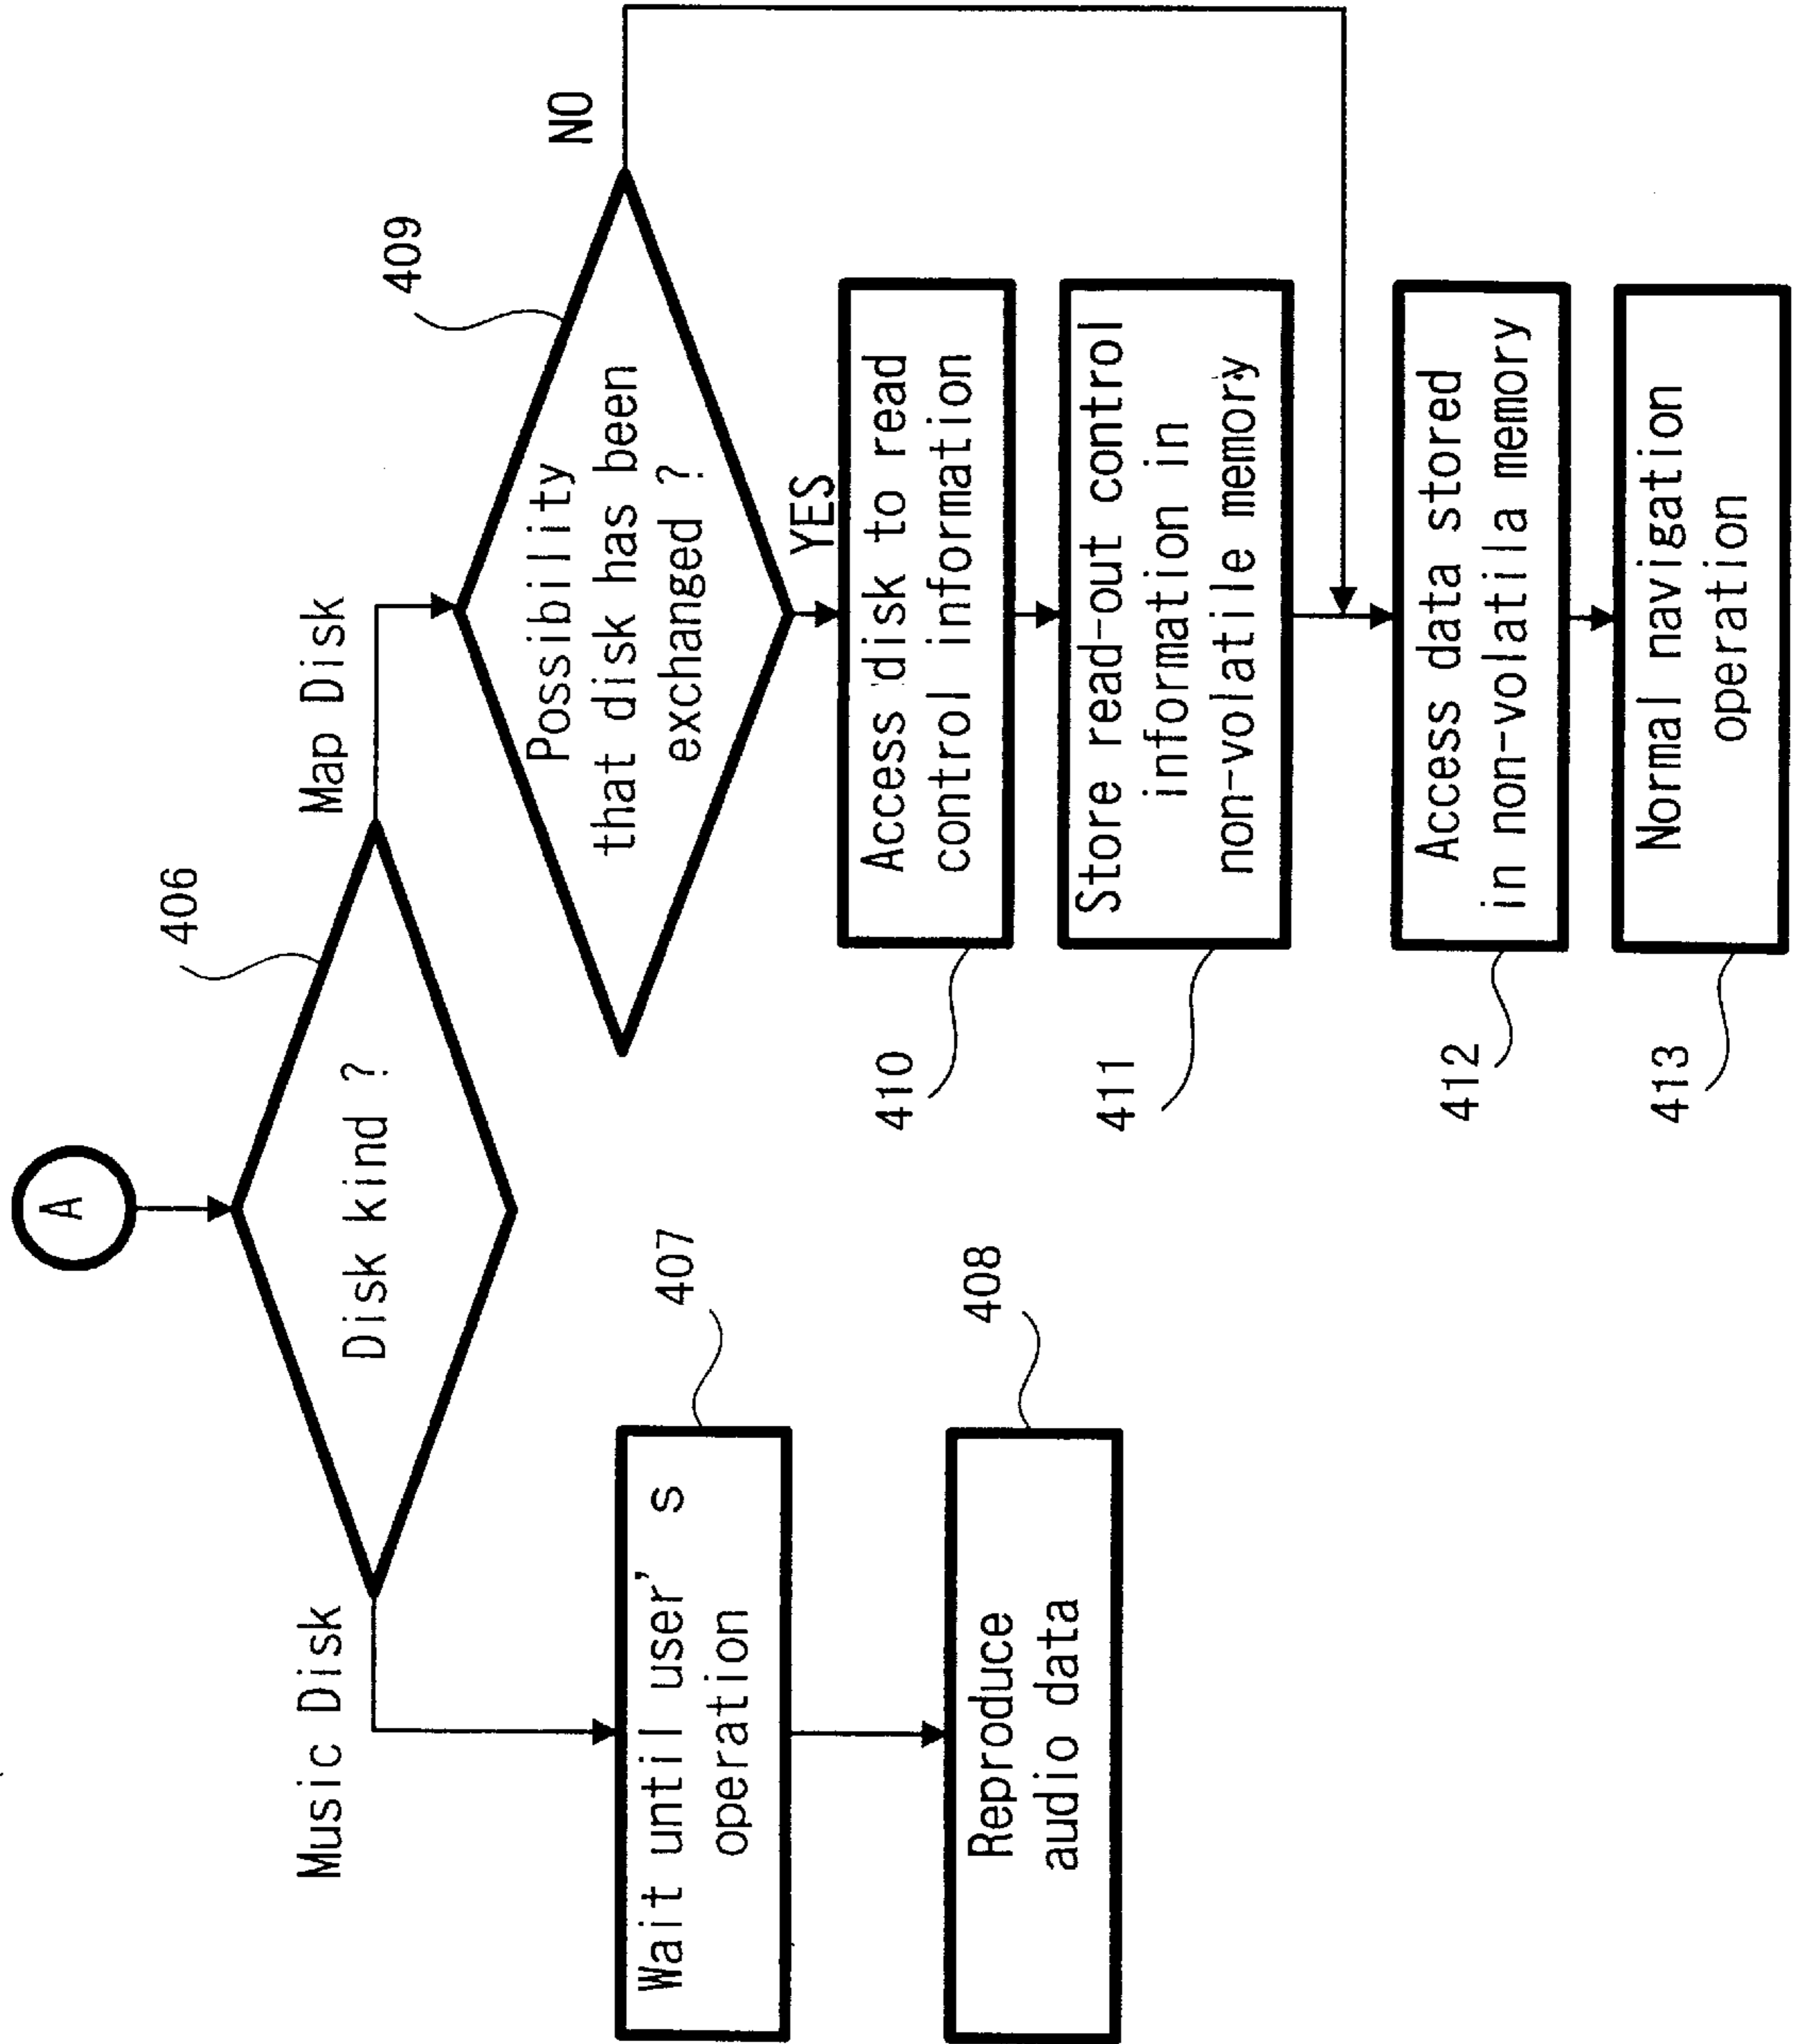 A
406
Disk kind ?
Music Disk
Map Disk
407
Wait until user's
operation
408
Reproduce
audio data
409
Possibility
that disk has been
exchanged ?
NO
YES
410
Access disk to read
control information
411
Store read-out control
information in
non-volatile memory
412
Access data stored
in non-volatila memory
413
Normal navigation
operation